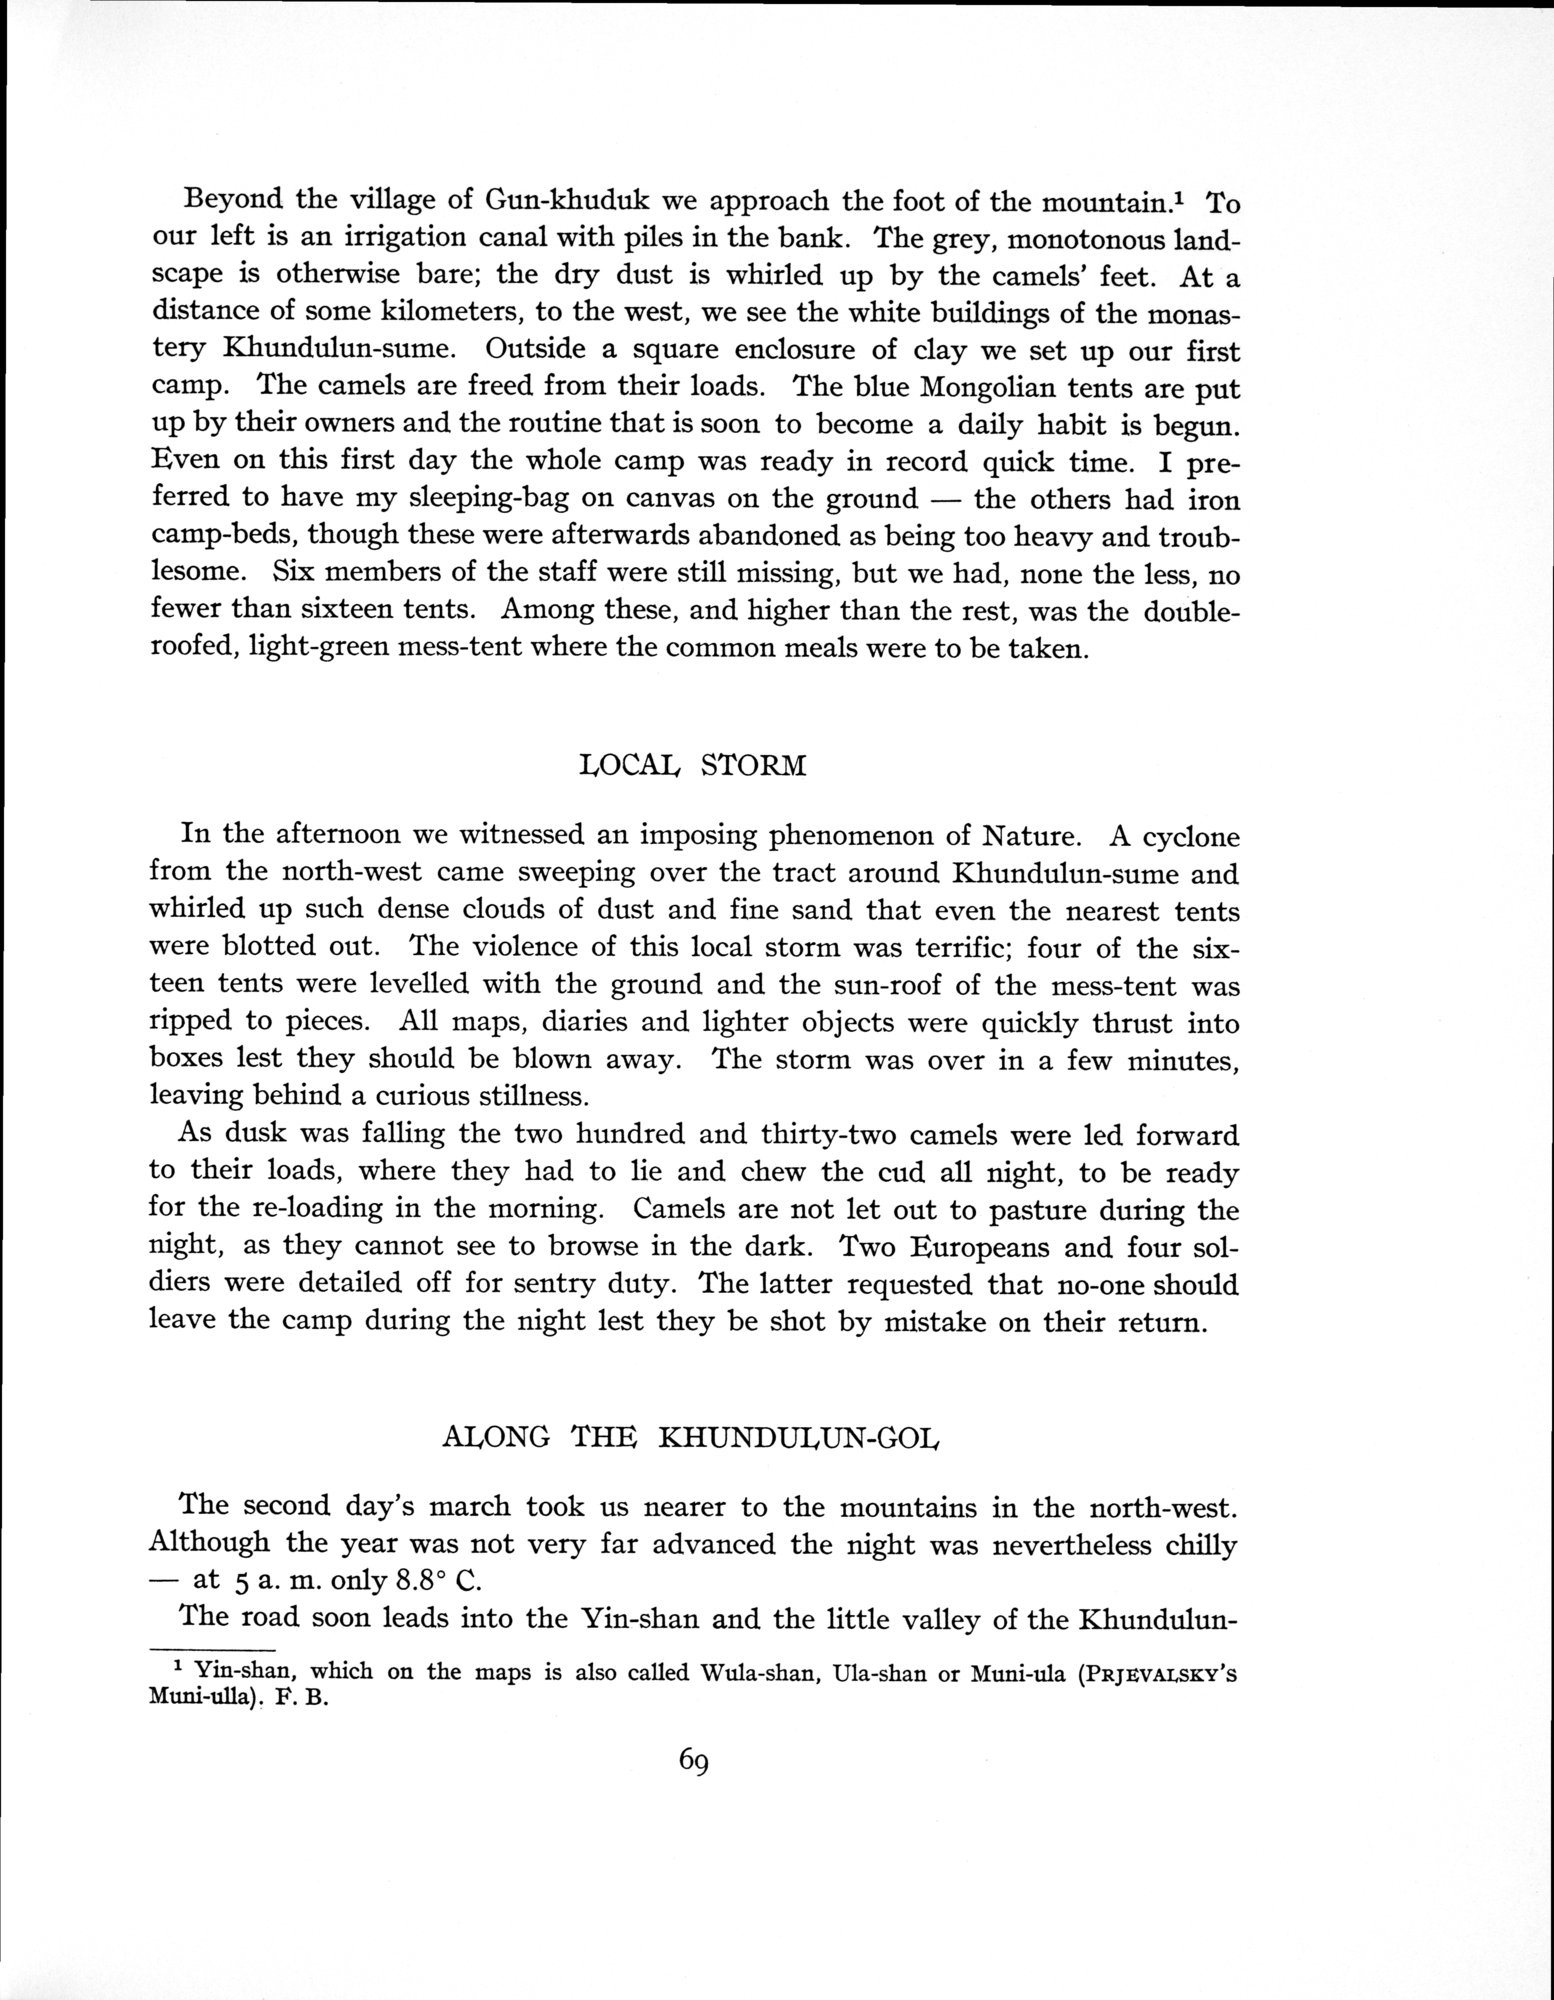 Beyond the village of Gun-khuduk we approach the foot of the mountain.¹ To
our left is an irrigation canal with piles in the bank. The grey, monotonous land-
scape is otherwise bare; the dry dust is whirled up by the camels' feet. At a
distance of some kilometers, to the west, we see the white buildings of the monas-
tery Khundulun-sume. Outside a square enclosure of clay we set up our first
camp. The camels are freed from their loads. The blue Mongolian tents are put
up by their owners and the routine that is soon to become a daily habit is begun.
Even on this first day the whole camp was ready in record quick time. I pre-
ferred to have my sleeping-bag on canvas on the ground — the others had iron
camp-beds, though these were afterwards abandoned as being too heavy and troub-
lesome. Six members of the staff were still missing, but we had, none the less, no
fewer than sixteen tents. Among these, and higher than the rest, was the double-
roofed, light-green mess-tent where the common meals were to be taken.
LOCAL STORM
In the afternoon we witnessed an imposing phenomenon of Nature. A cyclone
from the north-west came sweeping over the tract around Khundulun-sume and
whirled up such dense clouds of dust and fine sand that even the nearest tents
were blotted out. The violence of this local storm was terrific; four of the six-
teen tents were levelled with the ground and the sun-roof of the mess-tent was
ripped to pieces. All maps, diaries and lighter objects were quickly thrust into
boxes lest they should be blown away. The storm was over in a few minutes,
leaving behind a curious stillness.
As dusk was falling the two hundred and thirty-two camels were led forward
to their loads, where they had to lie and chew the cud all night, to be ready
for the re-loading in the morning. Camels are not let out to pasture during the
night, as they cannot see to browse in the dark. Two Europeans and four sol-
diers were detailed off for sentry duty. The latter requested that no-one should
leave the camp during the night lest they be shot by mistake on their return.
ALONG THE KHUNDULUN-GOL
The second day's march took us nearer to the mountains in the north-west.
Although the year was not very far advanced the night was nevertheless chilly
— at 5 a. m. only 8.8° C.
The road soon leads into the Yin-shan and the little valley of the Khundulun-
¹ Yin-shan, which on the maps is also called Wula-shan, Ula-shan or Muni-ula (PRJEVALSKY'S
Muni-ulla). F. B.
69